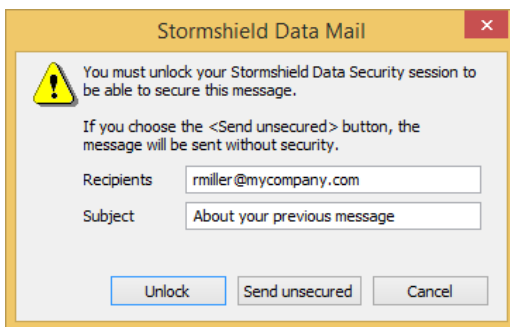 Stormshield Data Mail
You must unlock your Stormshield Data Security session to
be able to secure this message.
If you choose the <Send unsecured> button, the
message will be sent without security.
Recipients rmiller@mycompany.com
Subject About your previous message
Unlock Send unsecured Cancel